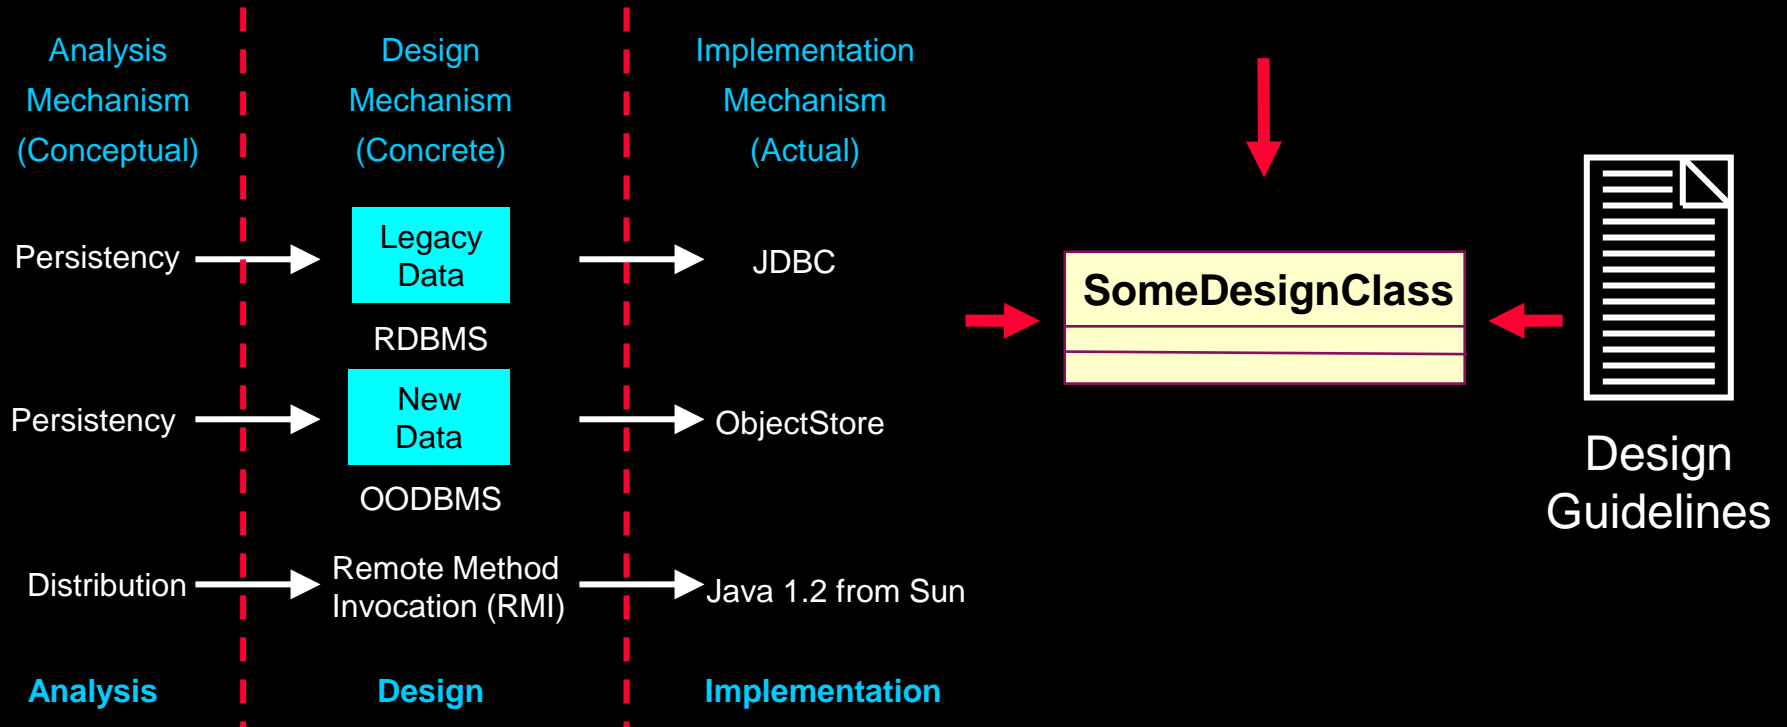 Analysis
Mechanism
(Conceptual)
Design
Mechanism
(Concrete)
Implementation
Mechanism
(Actual)
Persistency
Legacy
Data
RDBMS
JDBC
Persistency
New
Data
OODBMS
ObjectStore
Distribution
Remote Method
Invocation (RMI)
Java 1.2 from Sun
Analysis
Design
Implementation
SomeDesignClass
Design
Guidelines